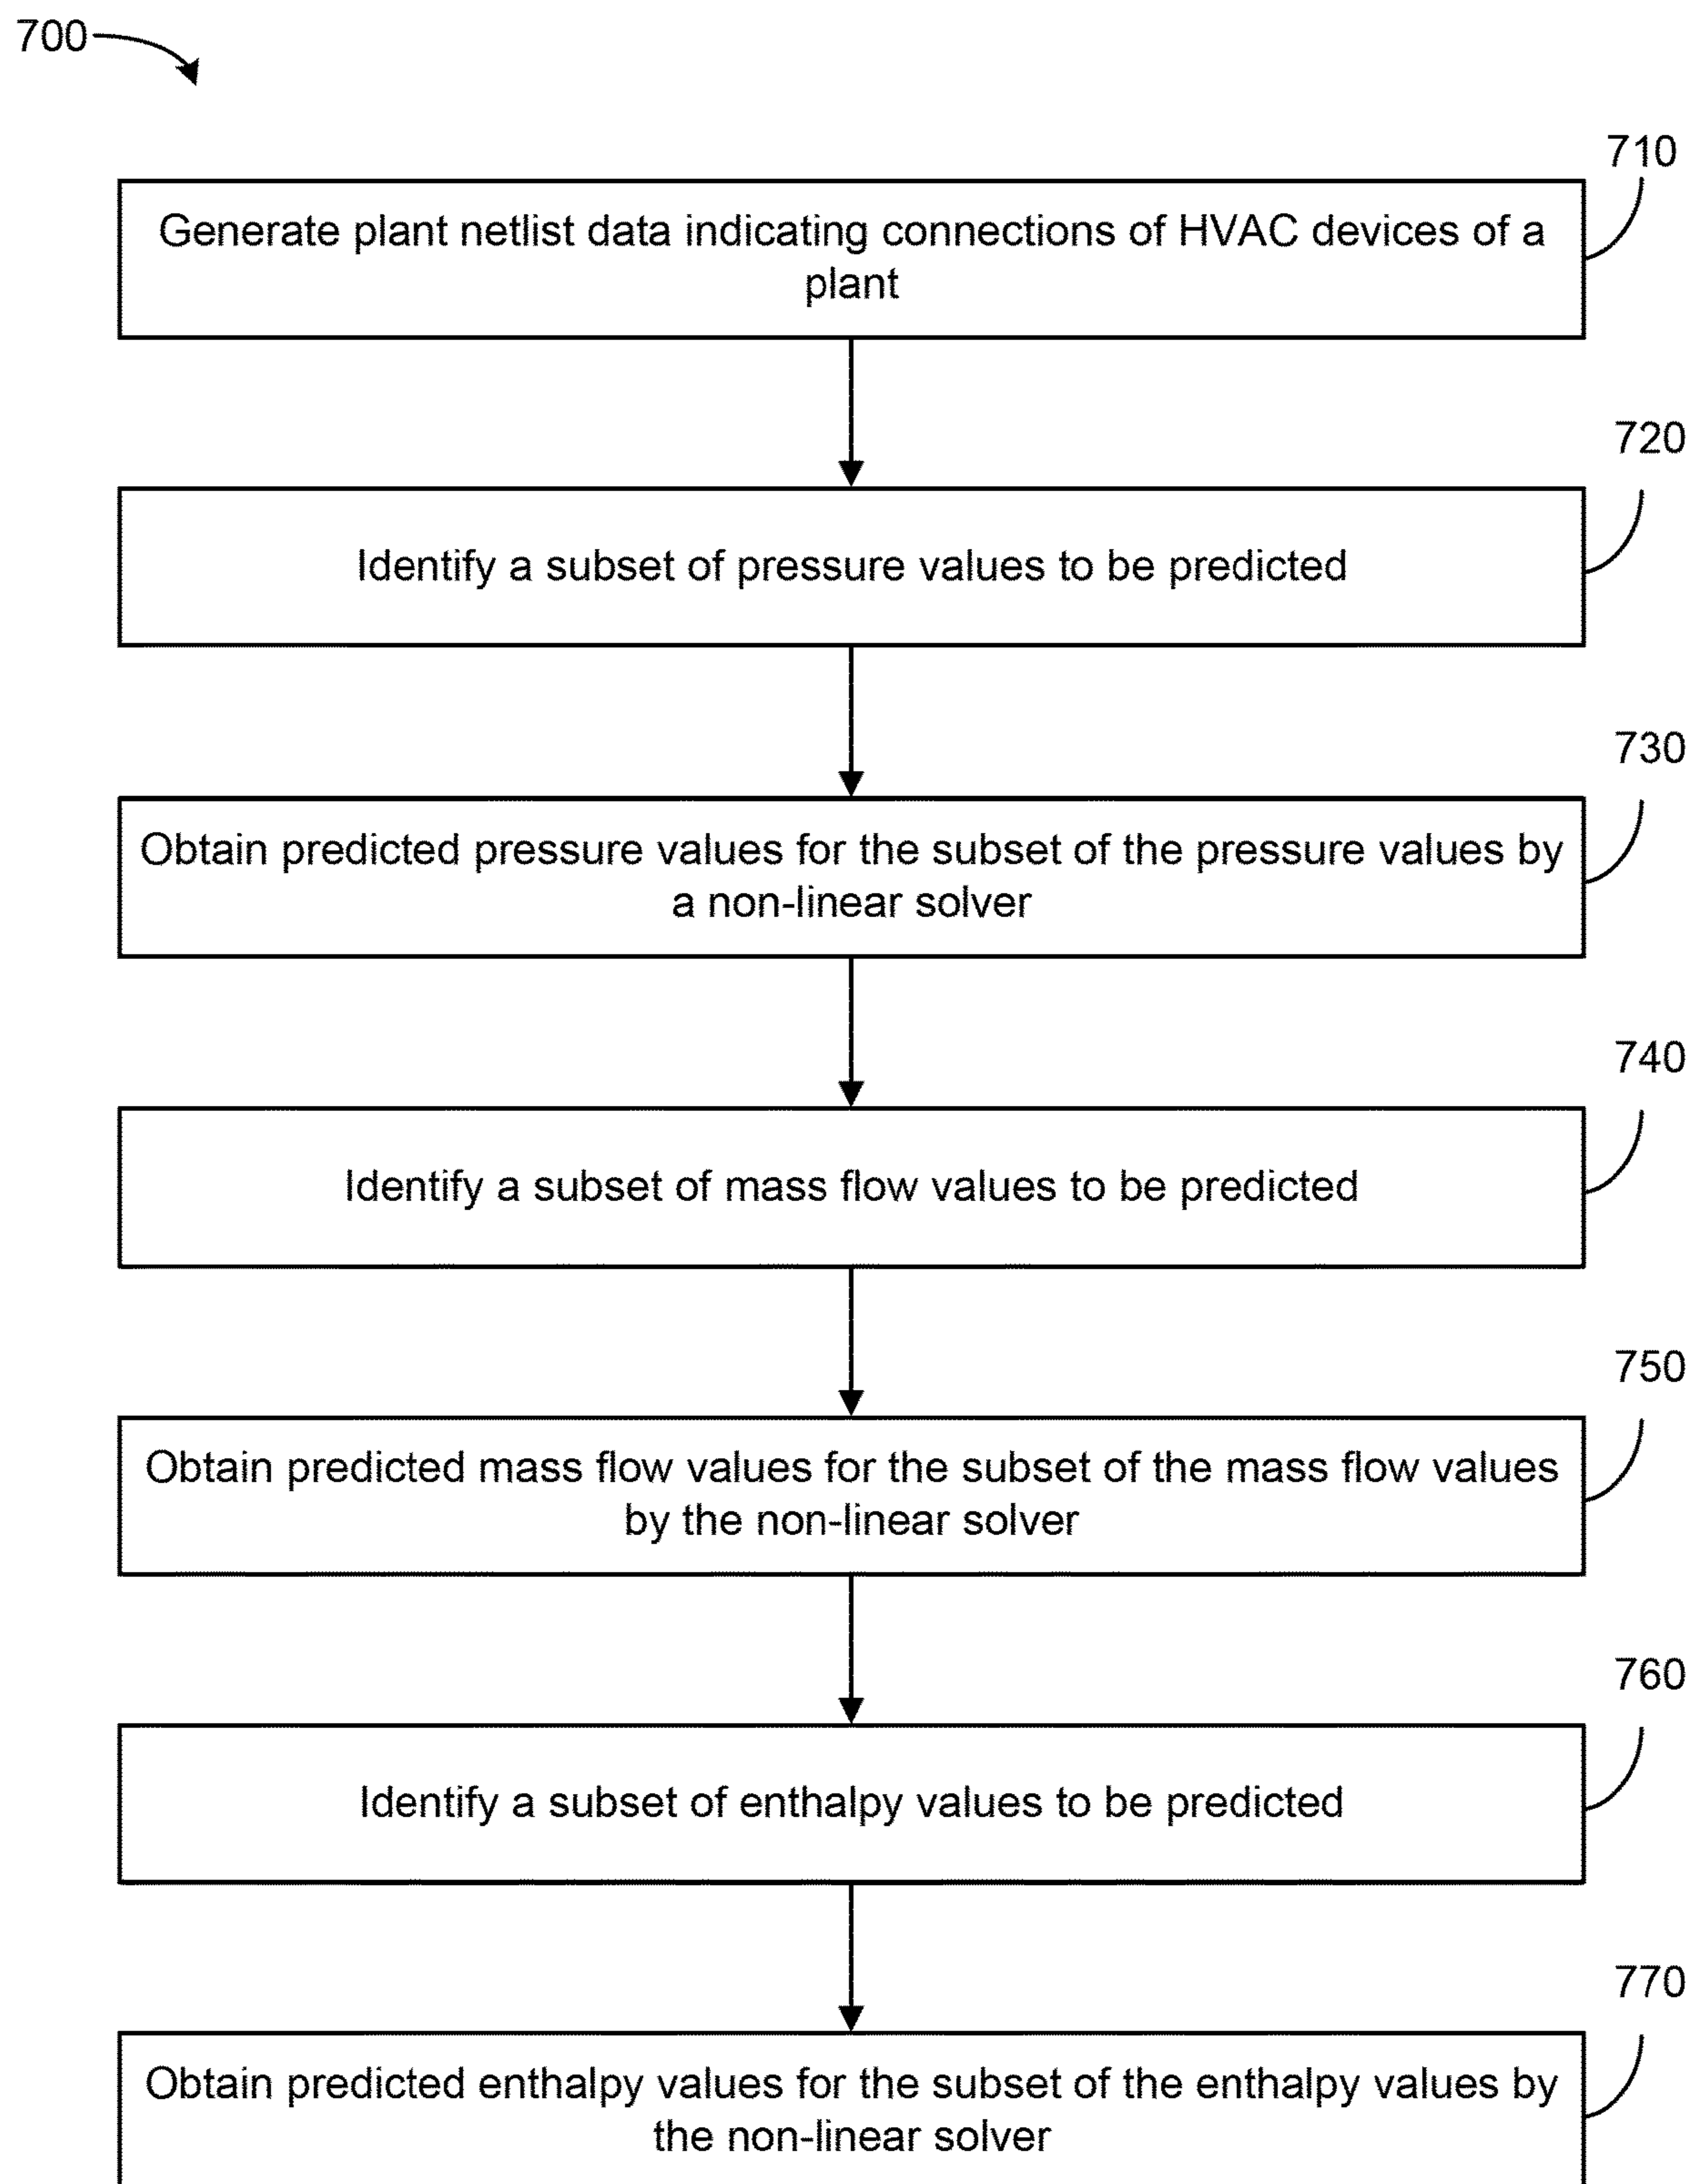 700
710
Generate plant netlist data indicating connections of HVAC devices of a
plant
720
Identify a subset of pressure values to be predicted
730
Obtain predicted pressure values for the subset of the pressure values by
a non-linear solver
740
Identify a subset of mass flow values to be predicted
750
Obtain predicted mass flow values for the subset of the mass flow values
by the non-linear solver
760
Identify a subset of enthalpy values to be predicted
770
Obtain predicted enthalpy values for the subset of the enthalpy values by
the non-linear solver